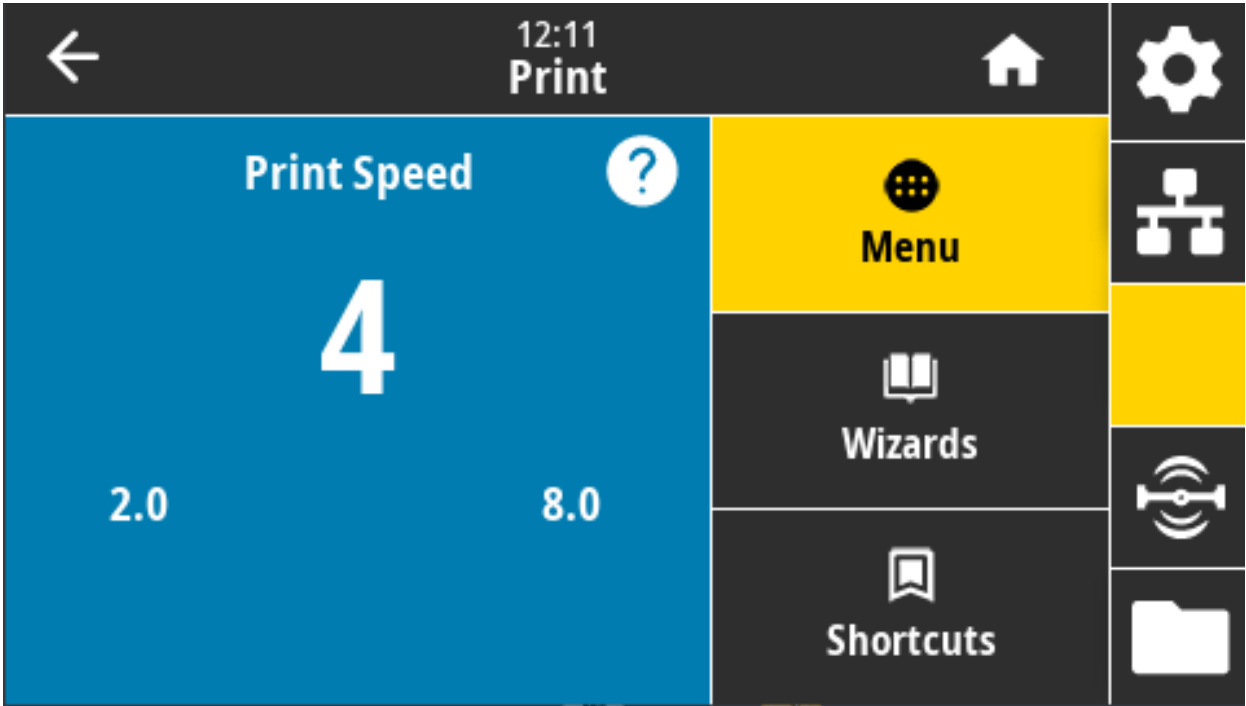 12:11
Print
Print Speed
?
4
2.0
8.0
Menu
Wizards
Shortcuts